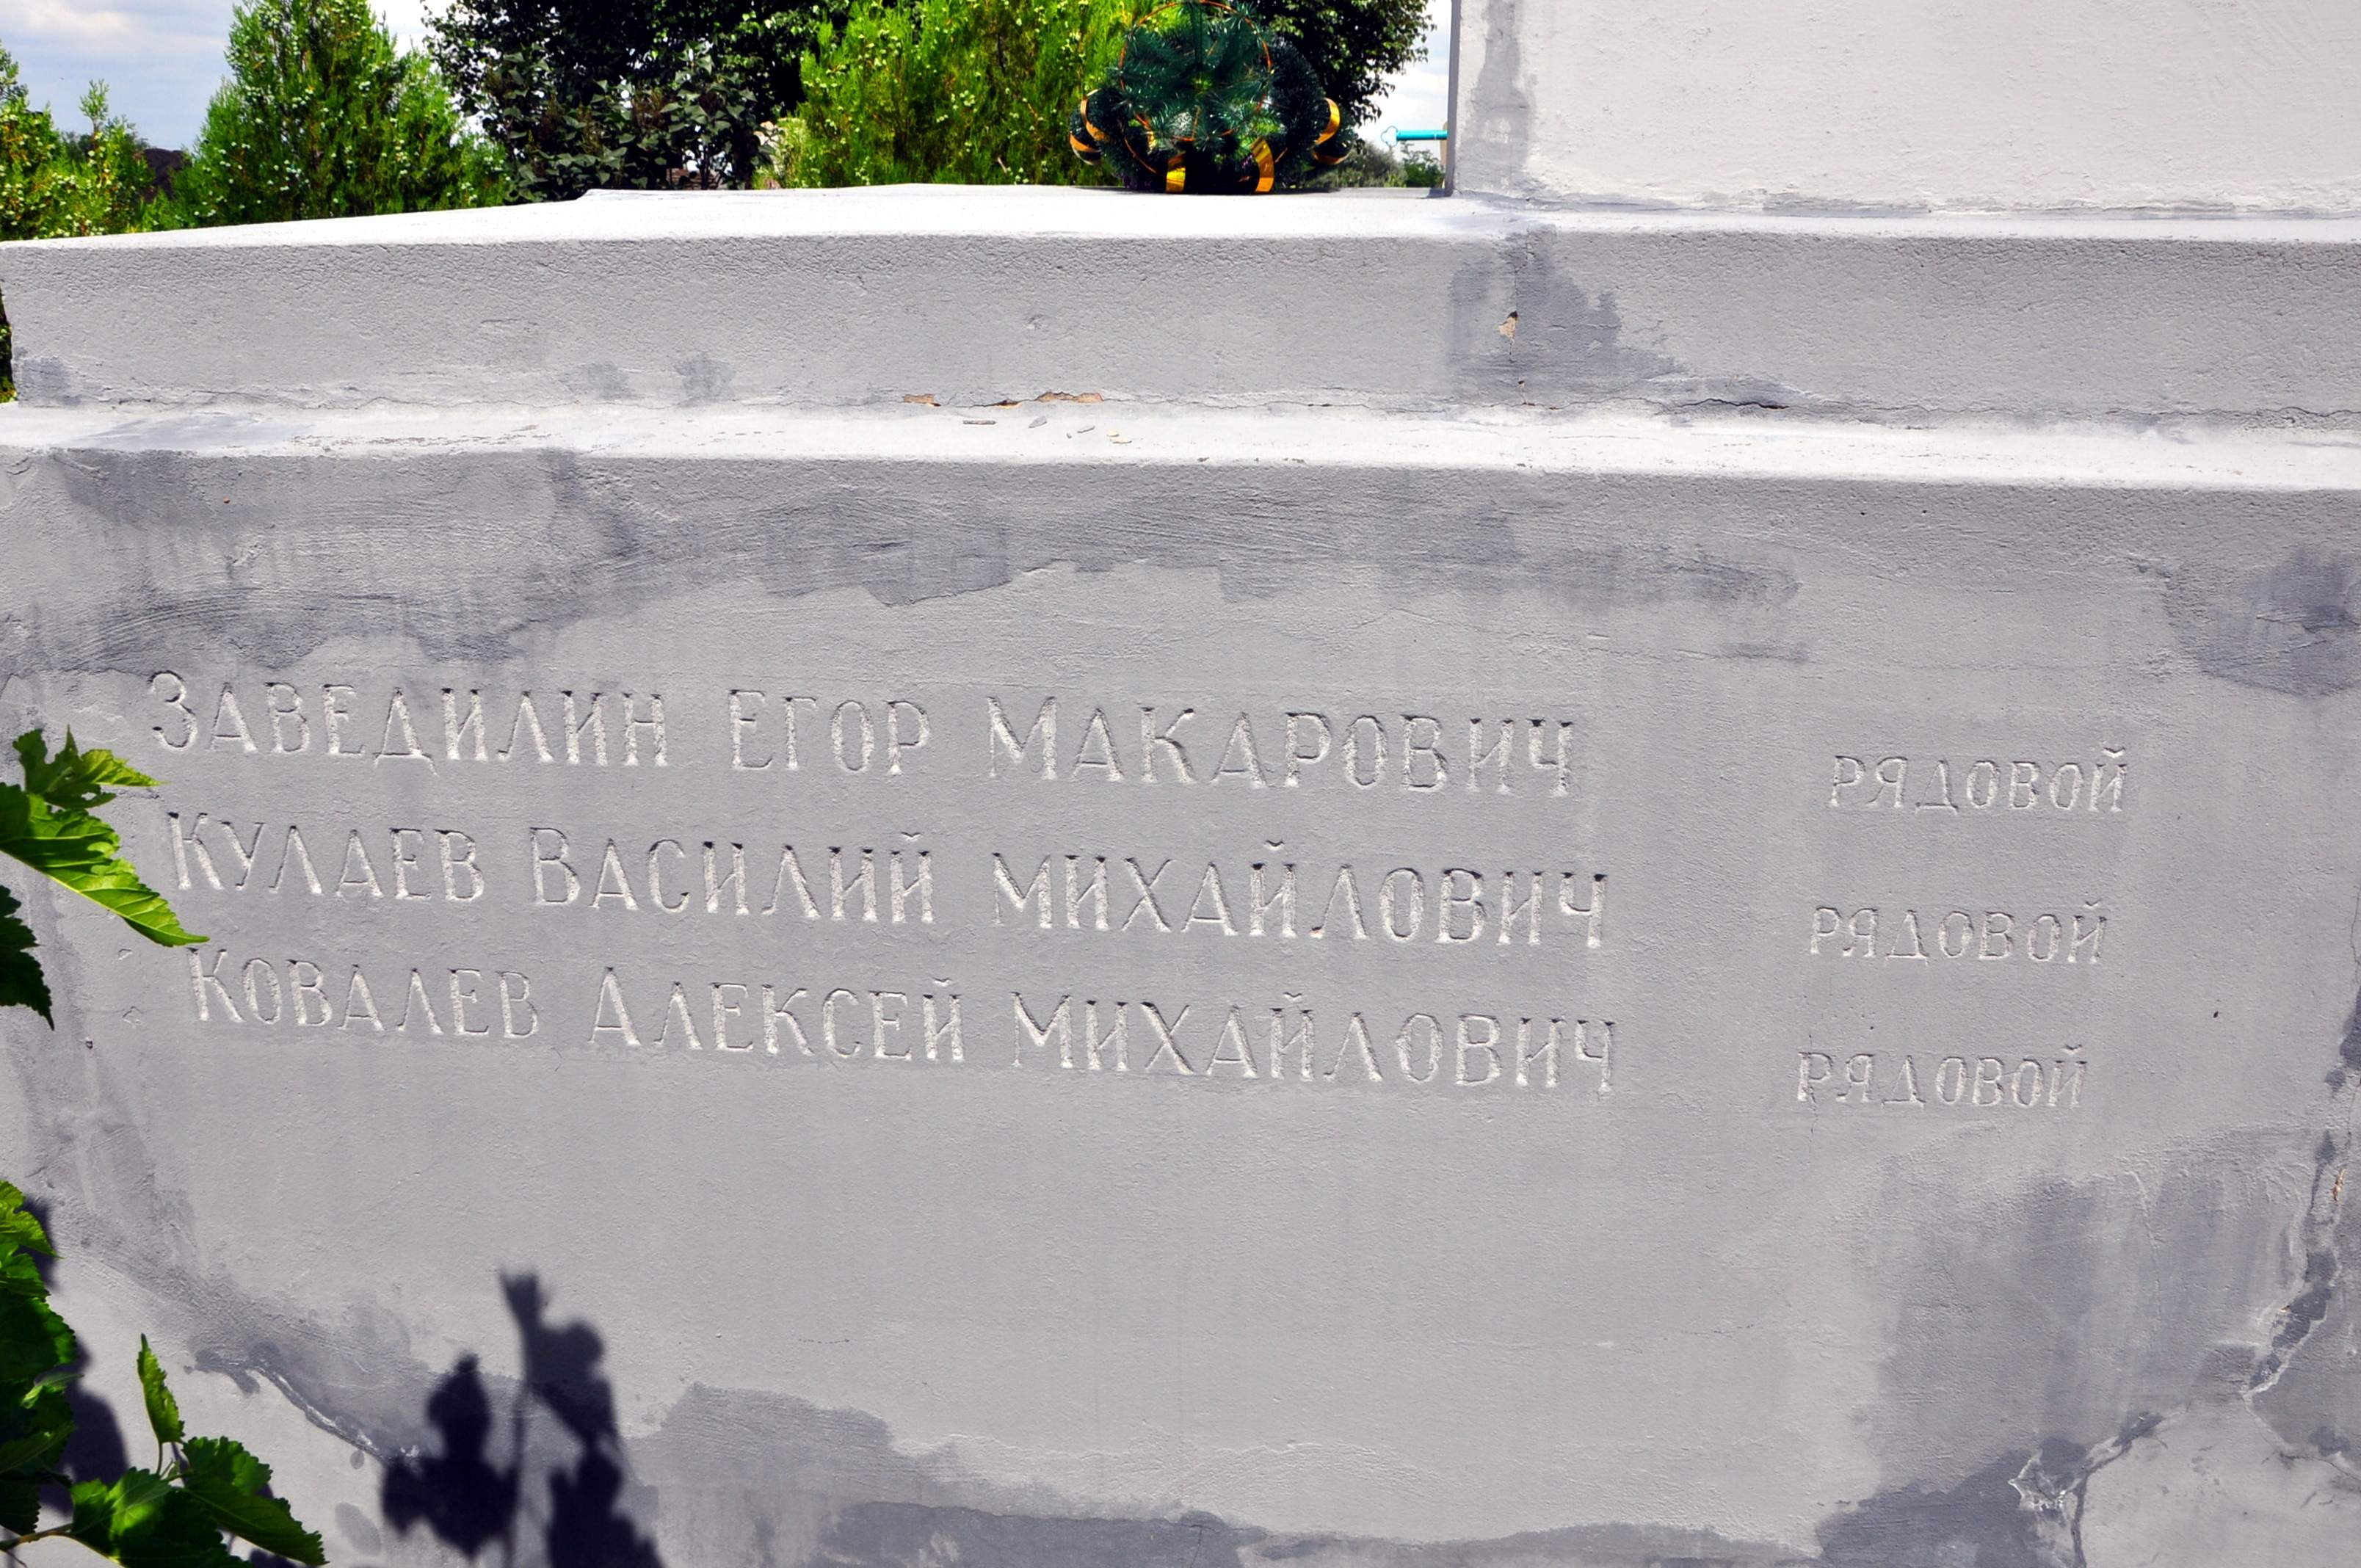 ЗАВЕДИЛИН ЕГОР МАКАРОВИЧ РЯДОВОЙ
КУЛАЕВ ВАСИЛИЙ МИХАЙЛОВИЧ РЯДОВОЙ
КОВАЛЕВ АЛЕКСЕЙ МИХАЙЛОВИЧ РЯДОВОЙ